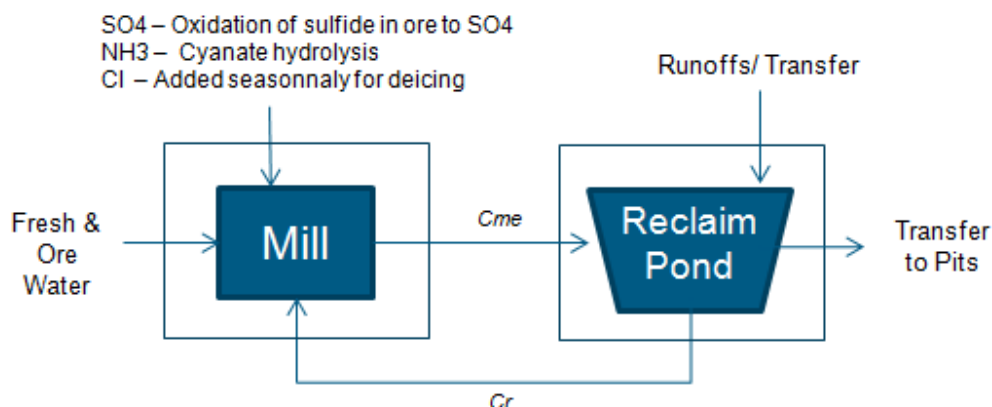 SO4 – Oxidation of sulfide in ore to SO4
NH3 – Cyanate hydrolysis
Cl – Added seasonnaly for deicing
Runoffs/ Transfer
Fresh &
Ore
Water
Mill
Cme
Reclaim
Pond
Transfer
to Pits
Cr